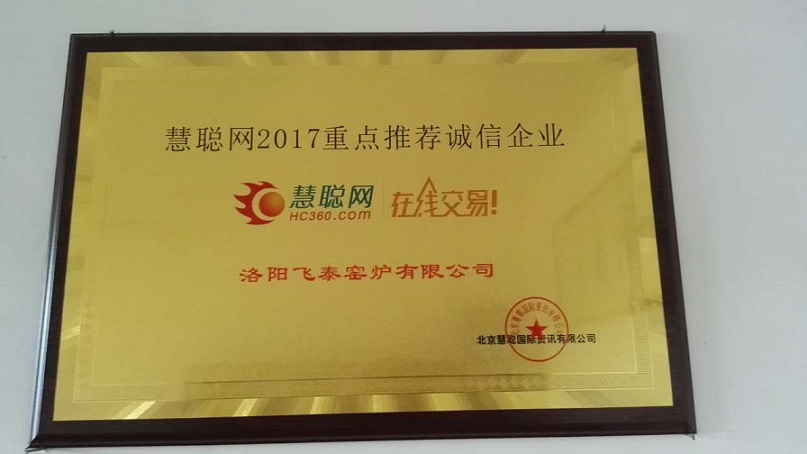 慧聪网2017重点推荐诚信企业
慧聪网
HC360.com
在线交易!
洛阳飞泰窑炉有限公司
北京慧聪国际资讯有限公司